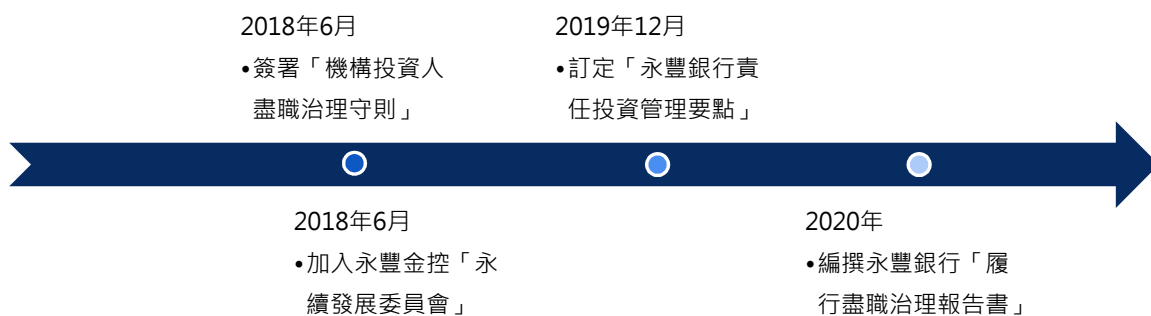 2018年6月
•簽署「機構投資人
盡職治理守則」
2019年12月
•訂定「永豐銀行責
任投資管理要點」
2018年6月
•加入永豐金控「永
續發展委員會」
2020年
•編撰永豐銀行「履
行盡職治理報告書」